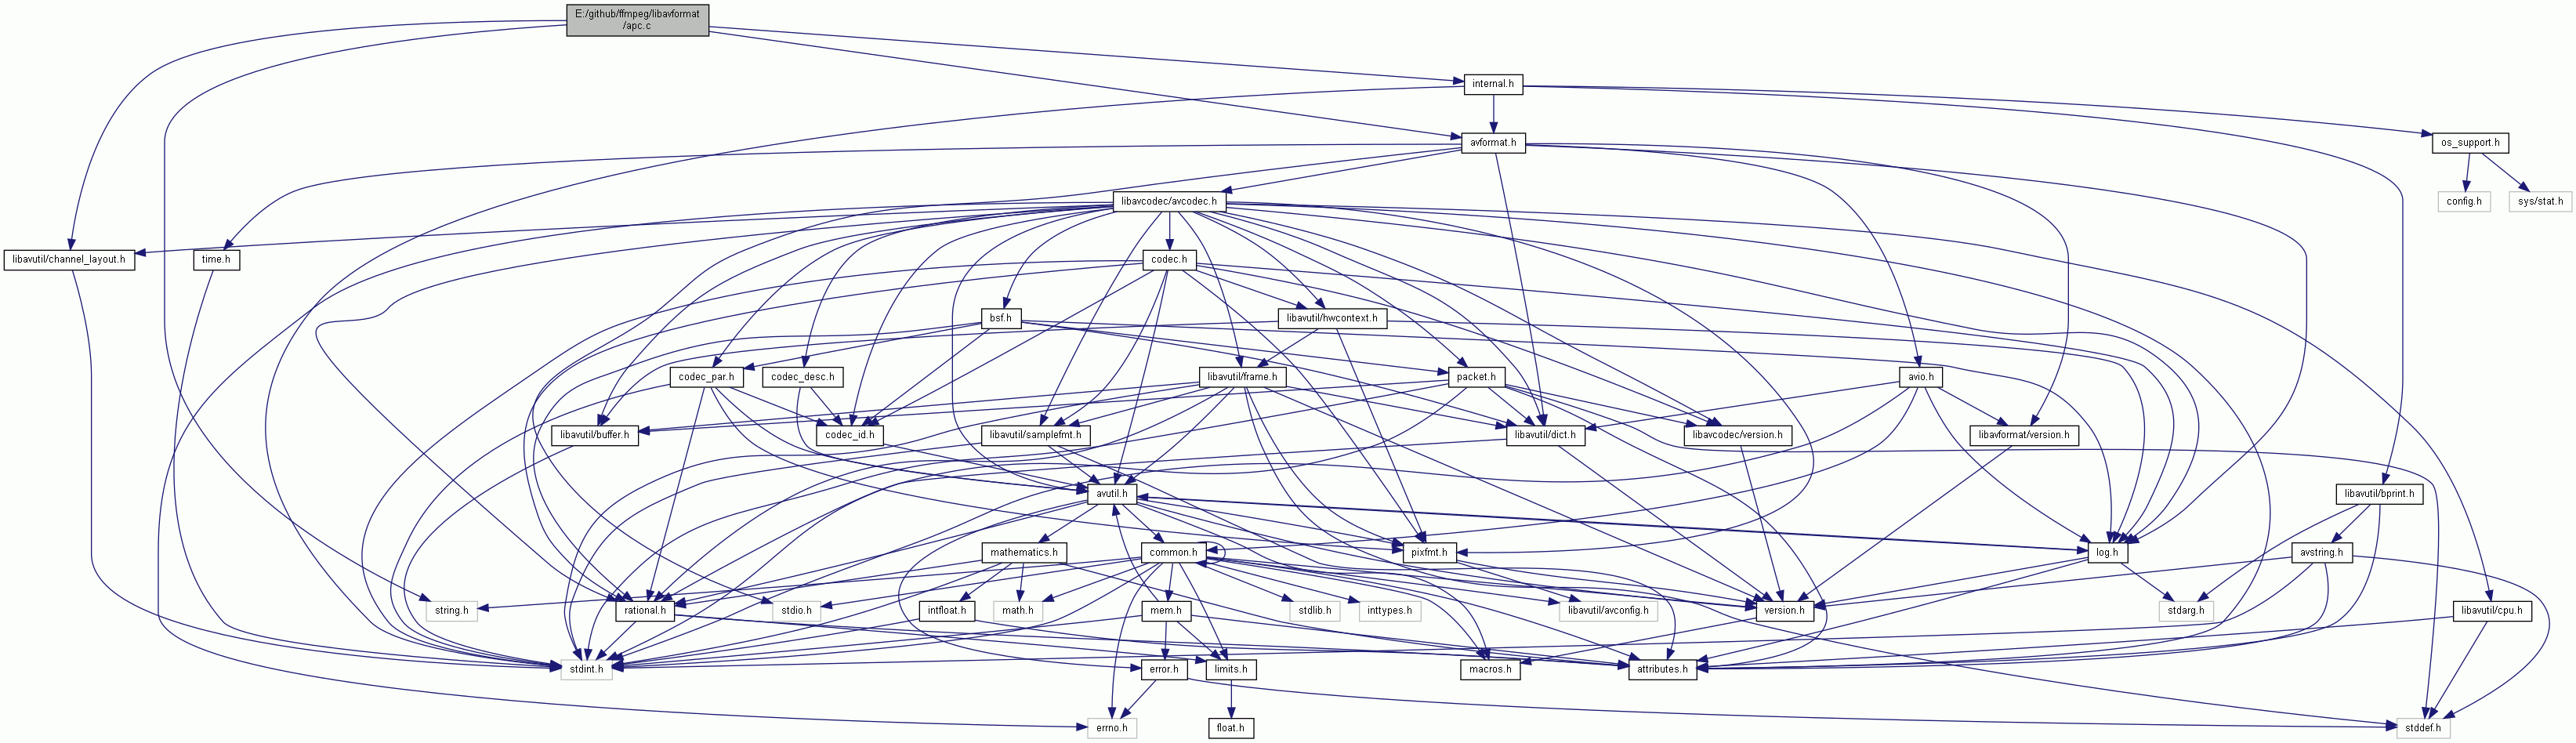 E:/github/ffmpeg/libavformat
/apc.c
internal.h
avformat.h
os_support.h
libavcodec/avcodec.h
config.h
sys/stat.h
libavutil/channel_layout.h
time.h
codec.h
bsf.h
libavutil/hwcontext.h
codec_par.h
codec_desc.h
libavutil/frame.h
packet.h
avio.h
libavutil/buffer.h
codec_id.h
libavutil/samplefmt.h
libavutil/dict.h
libavcodec/version.h
libavformat/version.h
avutil.h
libavutil/bprint.h
mathematics.h
common.h
pixfmt.h
log.h
avstring.h
string.h
rational.h
stdio.h
intfloat.h
math.h
mem.h
stdlib.h
inttypes.h
libavutil/avconfig.h
version.h
stdarg.h
libavutil/cpu.h
stdint.h
error.h
limits.h
macros.h
attributes.h
errno.h
float.h
stddef.h